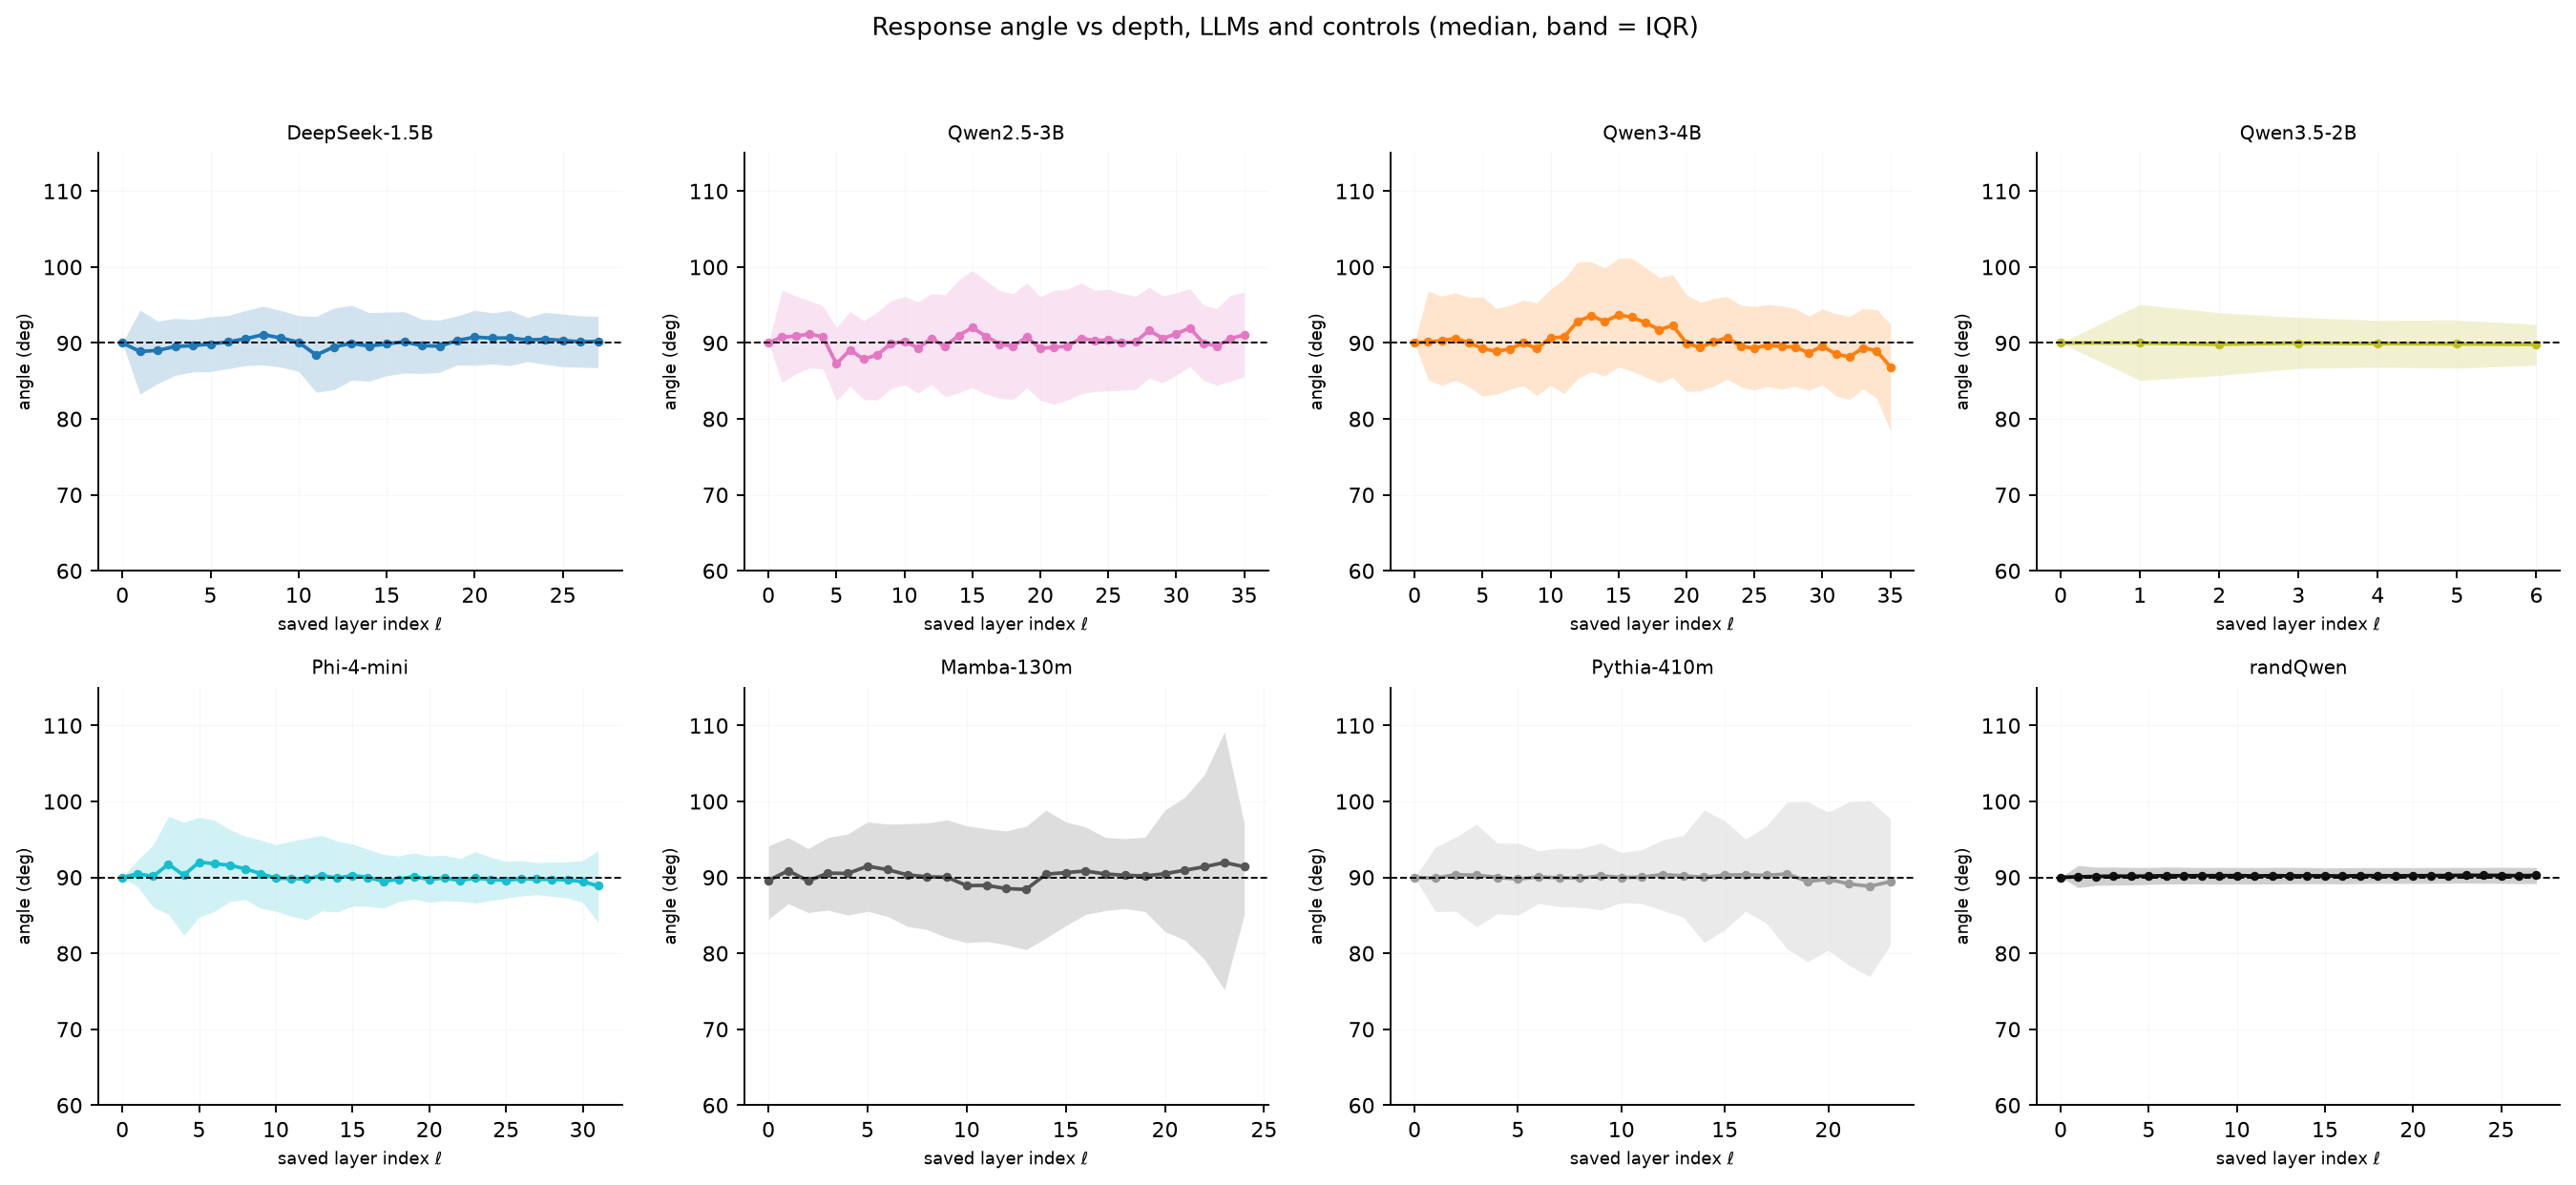 Response angle vs depth, LLMs and controls (median, band = IQR)
DeepSeek-1.5B
110
100
90
80
70
60
angle (deg)
0 5 10 15 20 25
saved layer index ℓ
Qwen2.5-3B
110
100
90
80
70
60
angle (deg)
0 5 10 15 20 25 30 35
saved layer index ℓ
Qwen3-4B
110
100
90
80
70
60
angle (deg)
0 5 10 15 20 25 30 35
saved layer index ℓ
Qwen3.5-2B
110
100
90
80
70
60
angle (deg)
0 1 2 3 4 5 6
saved layer index ℓ
Phi-4-mini
110
100
90
80
70
60
angle (deg)
0 5 10 15 20 25 30
saved layer index ℓ
Mamba-130m
110
100
90
80
70
60
angle (deg)
0 5 10 15 20 25
saved layer index ℓ
Pythia-410m
110
100
90
80
70
60
angle (deg)
0 5 10 15 20
saved layer index ℓ
randQwen
110
100
90
80
70
60
angle (deg)
0 5 10 15 20 25
saved layer index ℓ